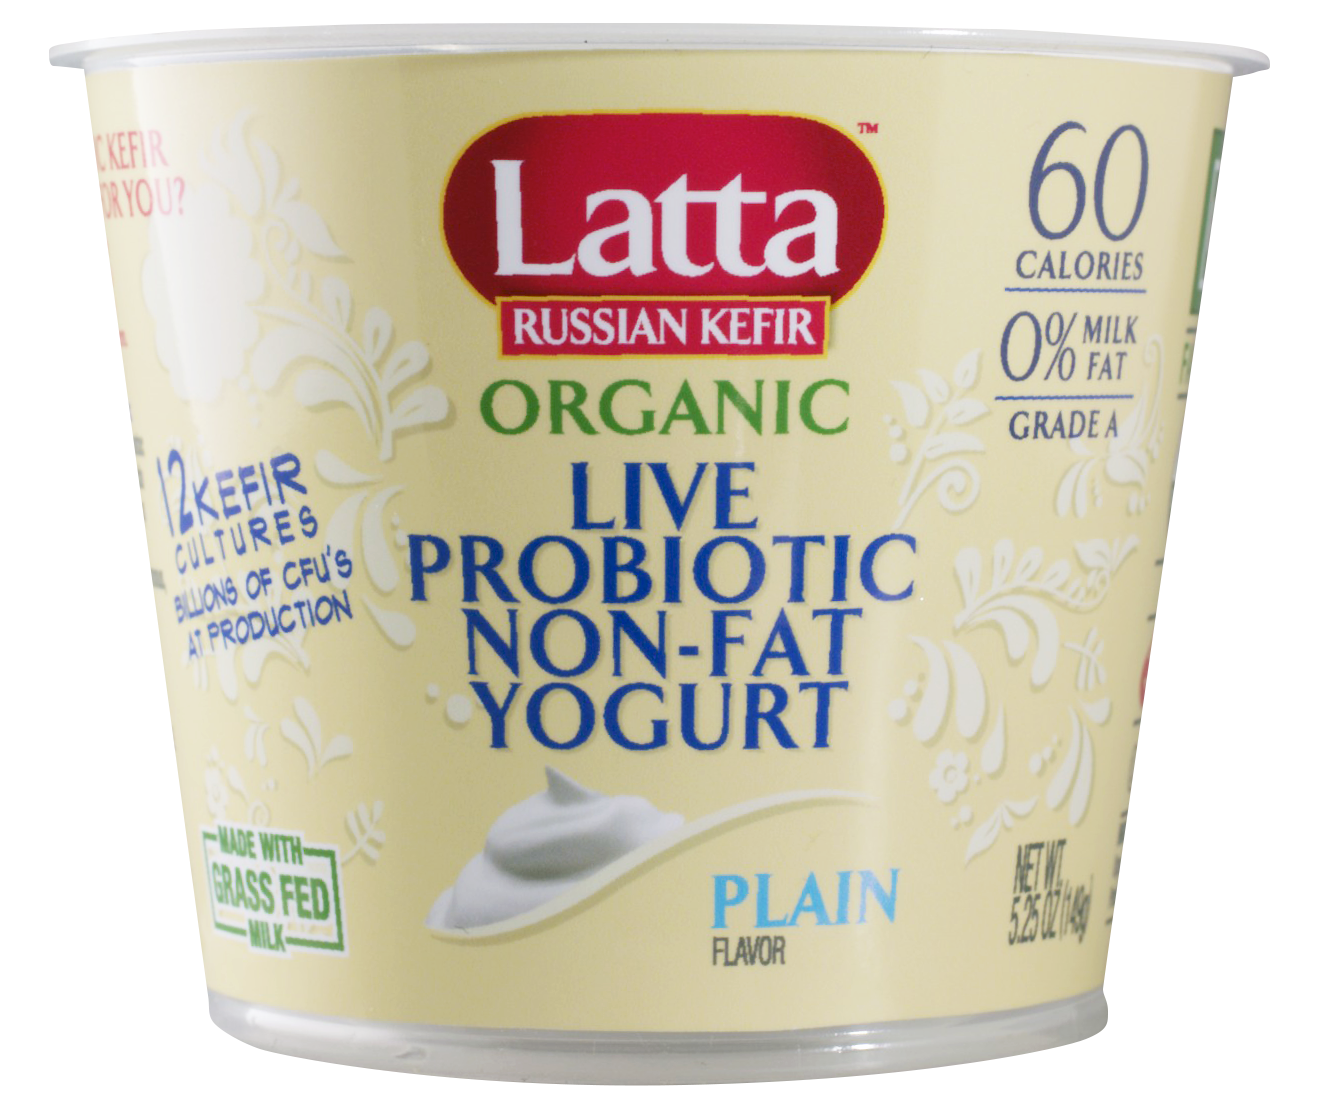 Latta
™
RUSSIAN KEFIR
ORGANIC
LIVE
PROBIOTIC
NON-FAT
YOGURT
PLAIN
FLAVOR
60
CALORIES
0% MILK
FAT
GRADE A
NET WT.
5.25 OZ (149g)
KEFIR
YOU?
12 KEFIR
CULTURES
BILLIONS OF CFU'S
AT PRODUCTION
MADE WITH
GRASS FED
MILK